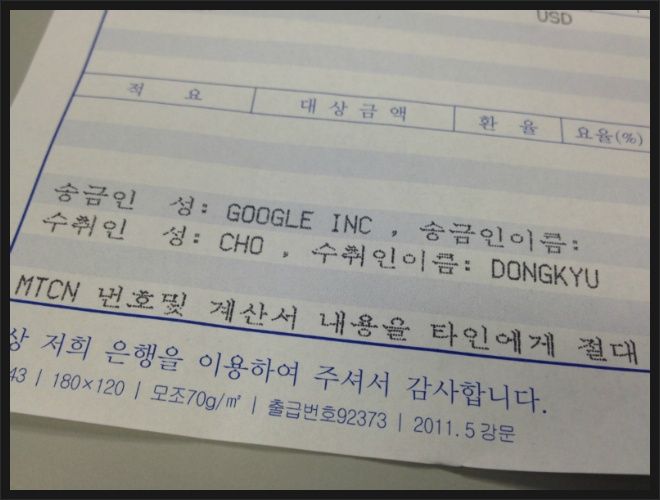 USD
적 요 대 상 금 액 환 율 요율(%)
송금인 성: GOOGLE INC , 송금인이름:
수취인 성: CHO , 수취인이름: DONGKYU
MTCN 번호및 계산서 내용을 타인에게 절대
상 저희 은행을 이용하여 주셔서 감사합니다.
43 | 180×120 | 모조70g/㎡ | 출급번호92373 | 2011. 5 강문